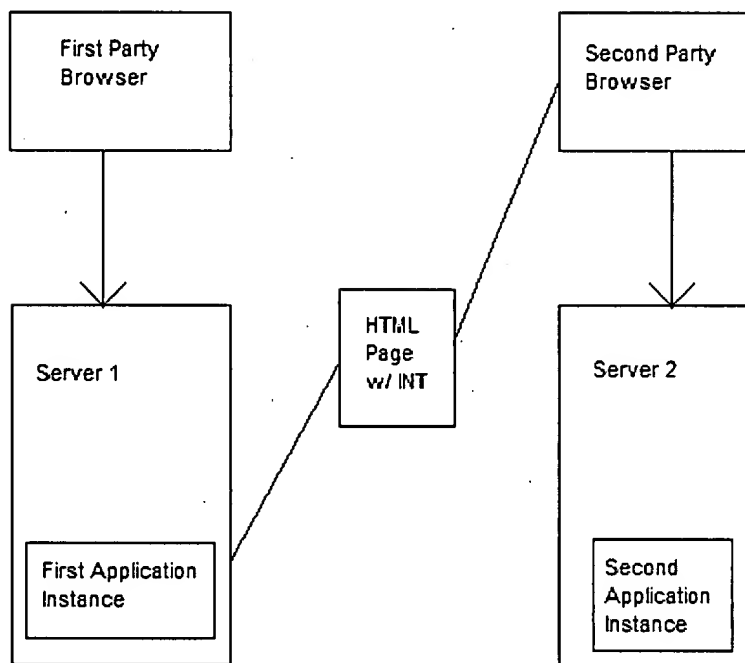 First Party
Browser
Second Party
Browser
HTML
Page
w/ INT
Server 1
Server 2
First Application
Instance
Second
Application
Instance